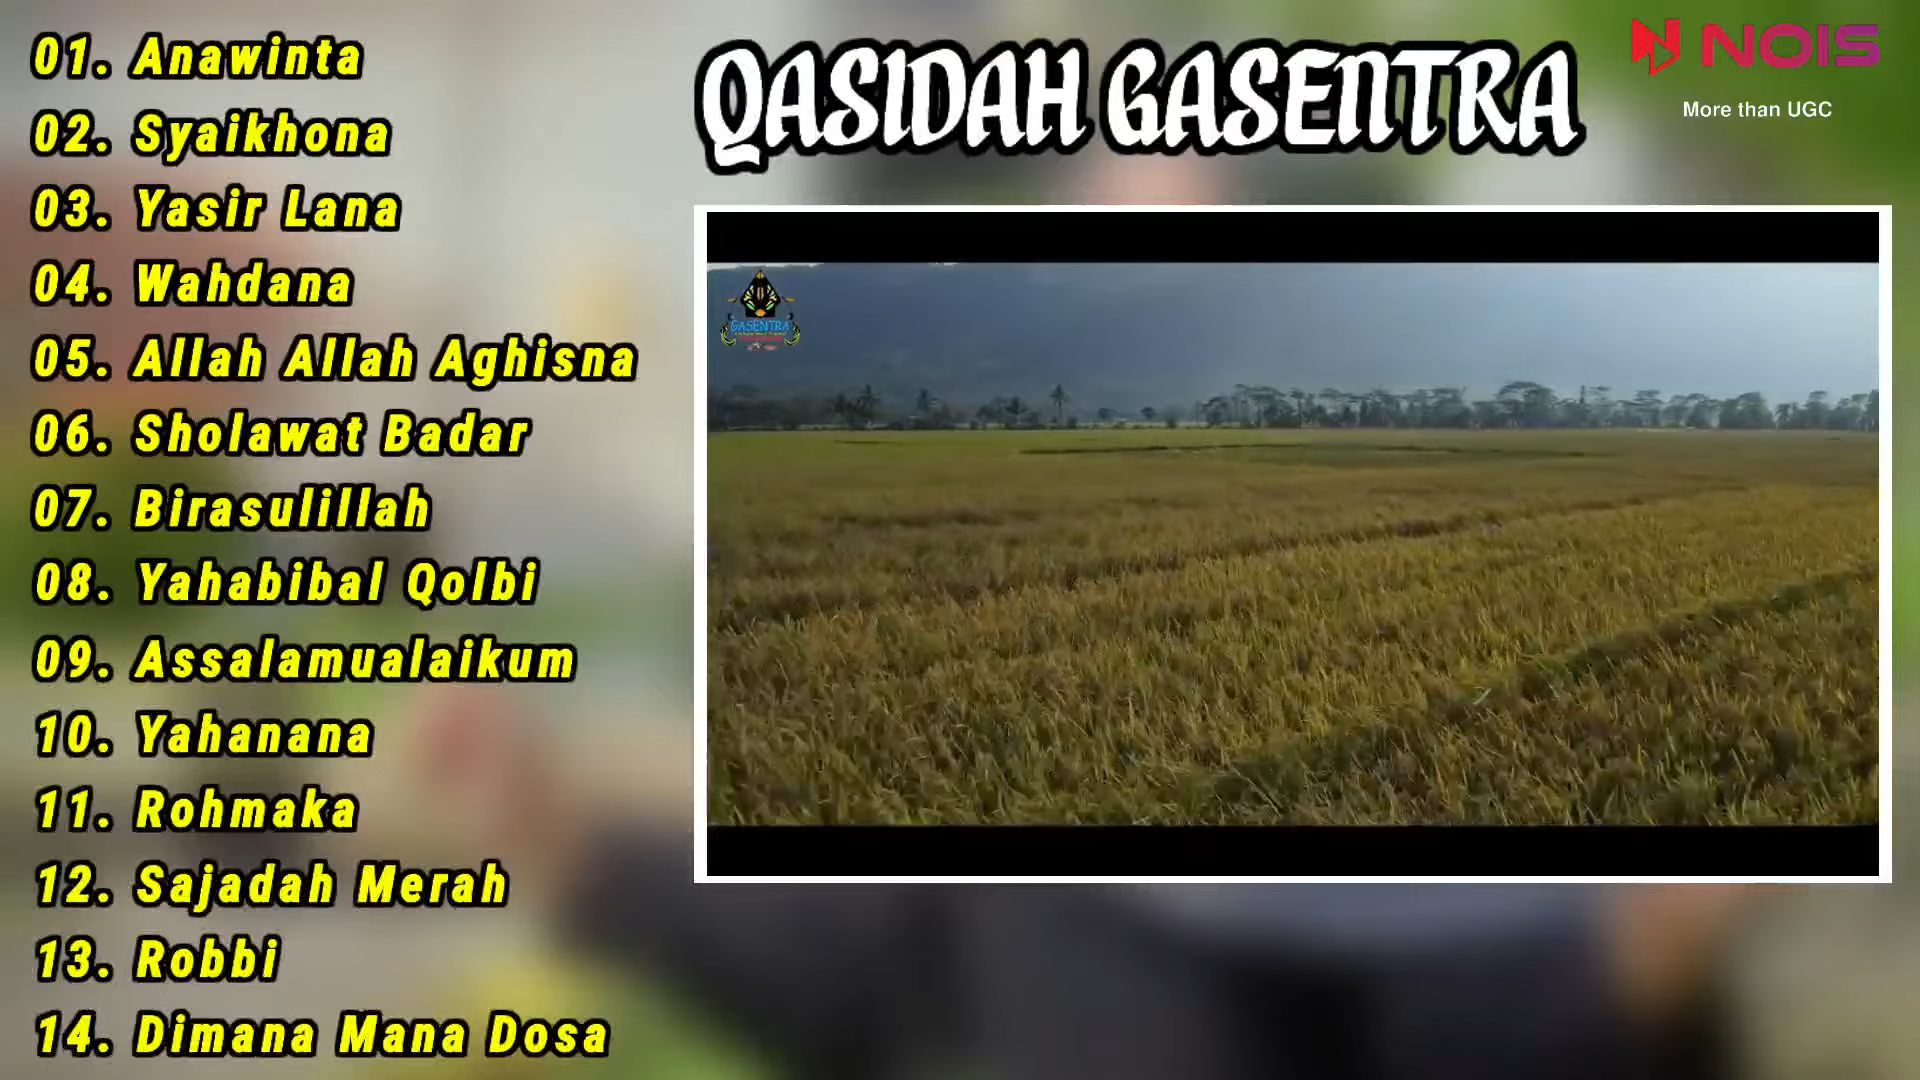 01. Anawinta
02. Syaikhona
03. Yasir Lana
04. Wahdana
05. Allah Allah Aghisna
06. Sholawat Badar
07. Birasulillah
08. Yahabibal Qolbi
09. Assalamualaikum
10. Yahanana
11. Rohmaka
12. Sajadah Merah
13. Robbi
14. Dimana Mana Dosa
QASIDAH GASENTRA
NOIS
More than UGC
GASENTRA